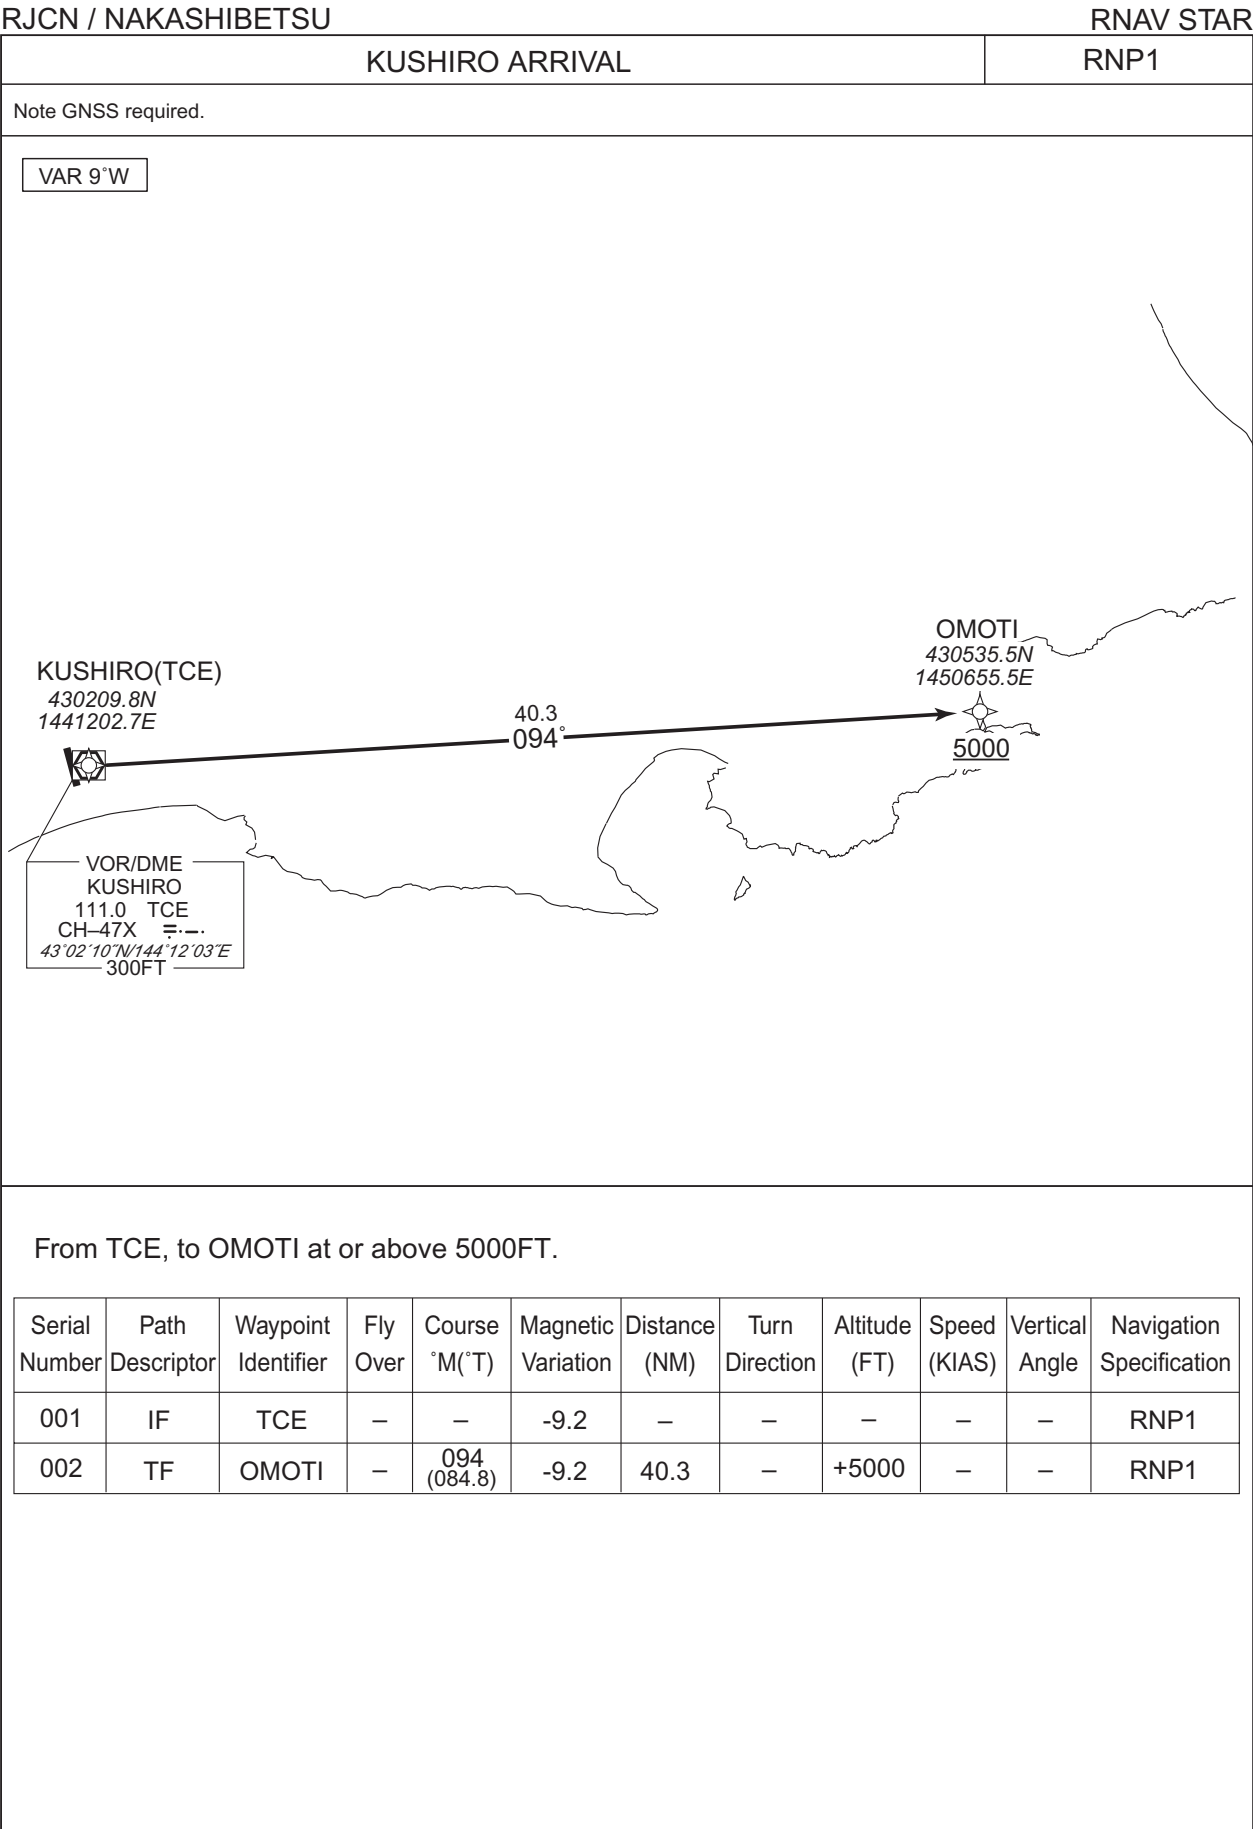 RJCN / NAKASHIBETSU
RNAV STAR
KUSHIRO ARRIVAL
RNP1
Note GNSS required.
VAR 9˚W
OMOTI
430535.5N
1450655.5E
5000
KUSHIRO(TCE)
430209.8N
1441202.7E
40.3
094˚
VOR/DME
KUSHIRO
111.0 TCE
CH–47X
43˚02´10˝N/144˚12´03˝E
300FT
From TCE, to OMOTI at or above 5000FT.
Serial Number Path Descriptor Waypoint Identifier Fly Over Course ˚M(˚T) Magnetic Variation Distance (NM) Turn Direction Altitude (FT) Speed (KIAS) Vertical Angle Navigation Specification
001 IF TCE – – -9.2 – – – – – RNP1
002 TF OMOTI – 094 (084.8) -9.2 40.3 – +5000 – – RNP1